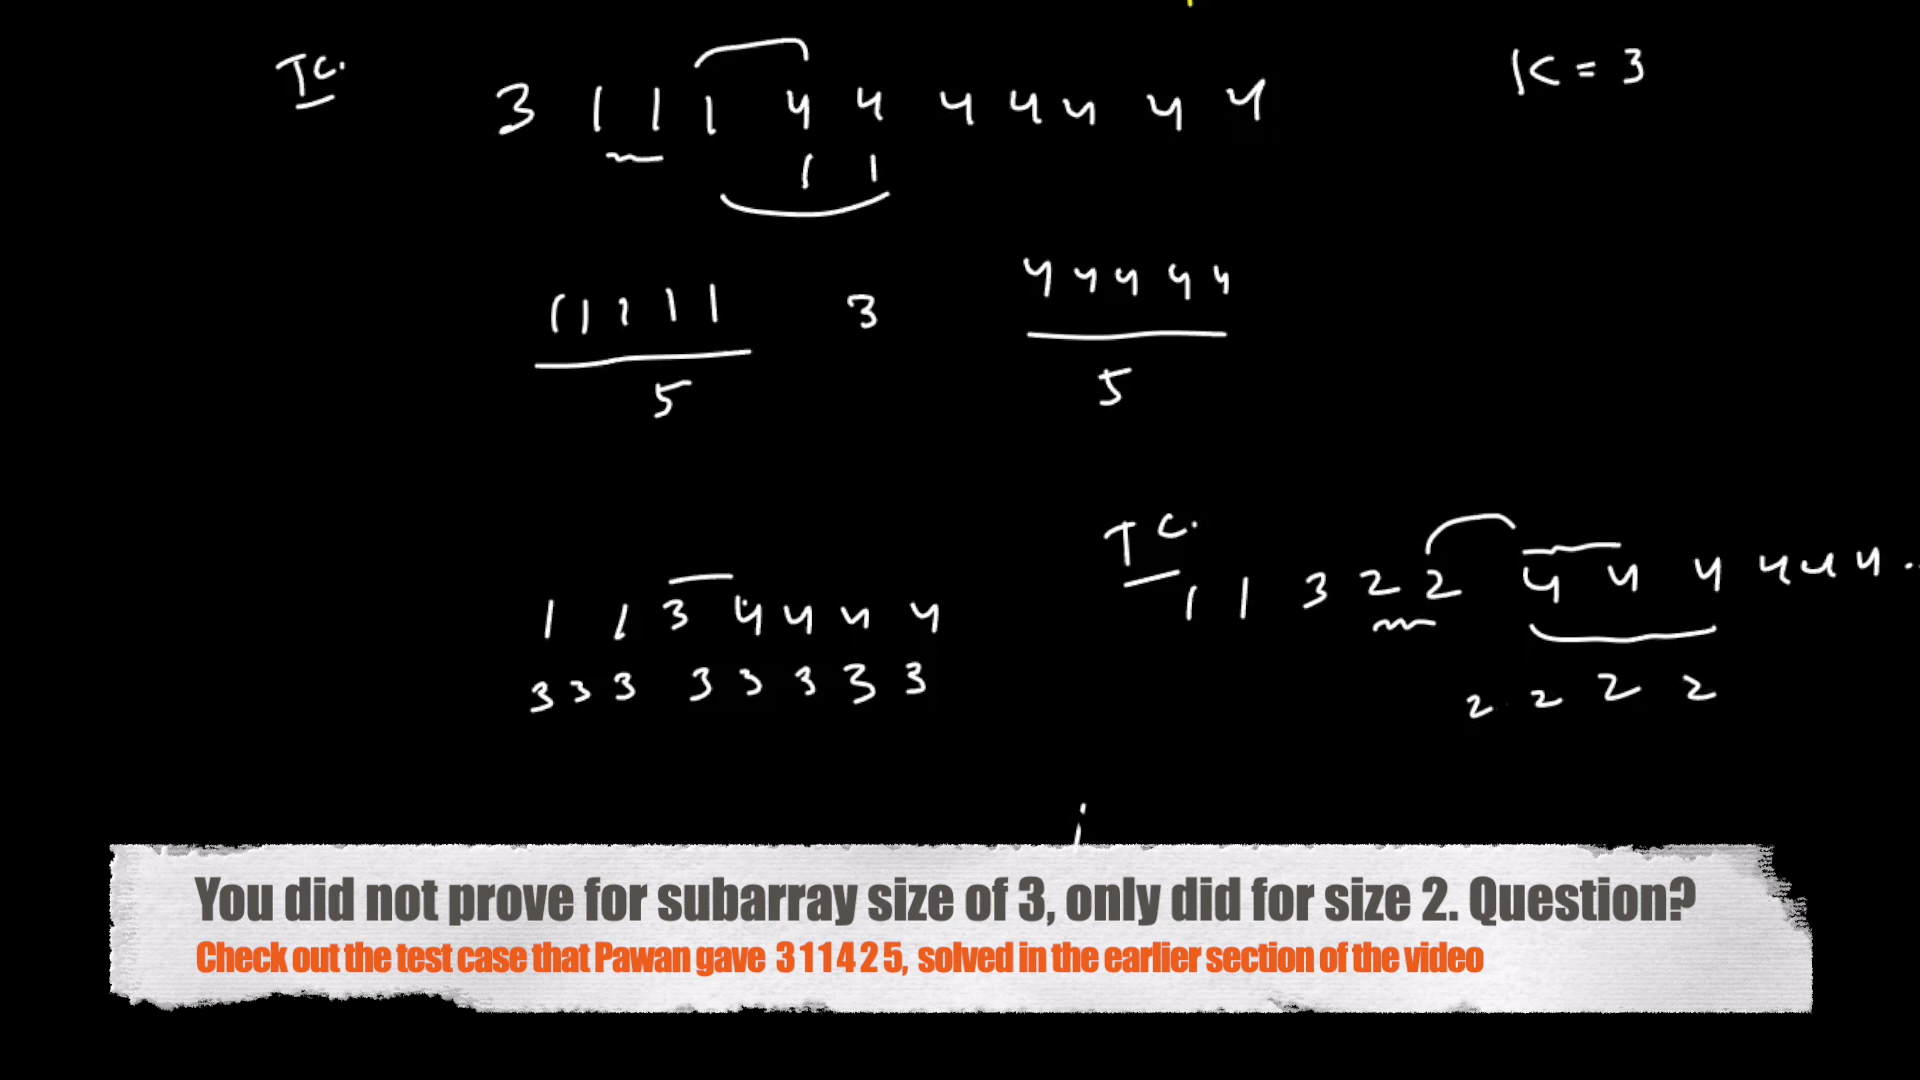 Tc. 3 1 1 1 4 4 4 4 4 4 4 K = 3
1 1
1 1 1 1 1 3 4 4 4 4 4
5 5
T C.
1 1 3 4 4 4 4 1 1 3 2 2 4 4 4 4 4 4 ..
3 3 3 3 3 3 3 3 2 2 2 2
i
You did not prove for subarray size of 3, only did for size 2. Question?
Check out the test case that Pawan gave 3 1 1 4 2 5, solved in the earlier section of the video